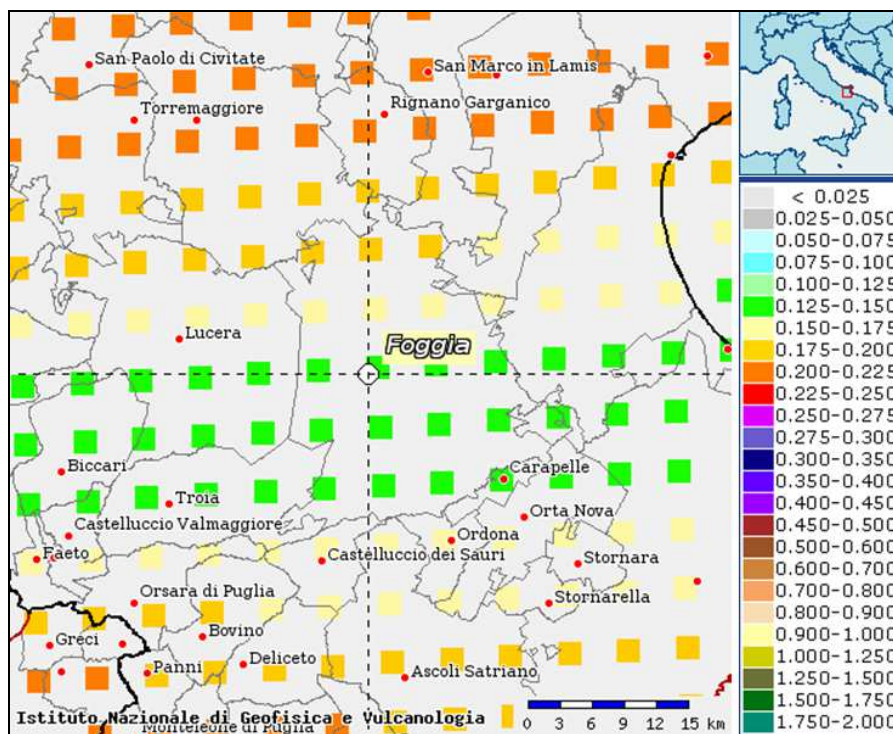 San Paolo di Civitate
San Marco in Lamis
Torremaggiore
Rignano Garganico
Lucera
Foggia
Biccari
Carapelle
Troia
Orta Nova
Castelluccio Valmaggiore
Ordona
Faeto
Castelluccio dei Sauri
Stornara
Orsara di Puglia
Stornarella
Bovino
Greci
Deliceto
Panni
Ascoli Satriano
Monteleone di Puglia
Istituto Nazionale di Geofisica e Vulcanologia
0 3 6 9 12 15 km
< 0.025
0.025-0.050
0.050-0.075
0.075-0.100
0.100-0.125
0.125-0.150
0.150-0.175
0.175-0.200
0.200-0.225
0.225-0.250
0.250-0.275
0.275-0.300
0.300-0.350
0.350-0.400
0.400-0.450
0.450-0.500
0.500-0.600
0.600-0.700
0.700-0.800
0.800-0.900
0.900-1.000
1.000-1.250
1.250-1.500
1.500-1.750
1.750-2.000